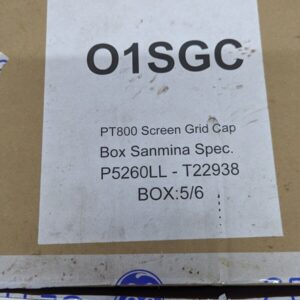 O1SGC
PT800 Screen Grid Cap
Box Sanmina Spec.
P5260LL - T22938
BOX:5/6